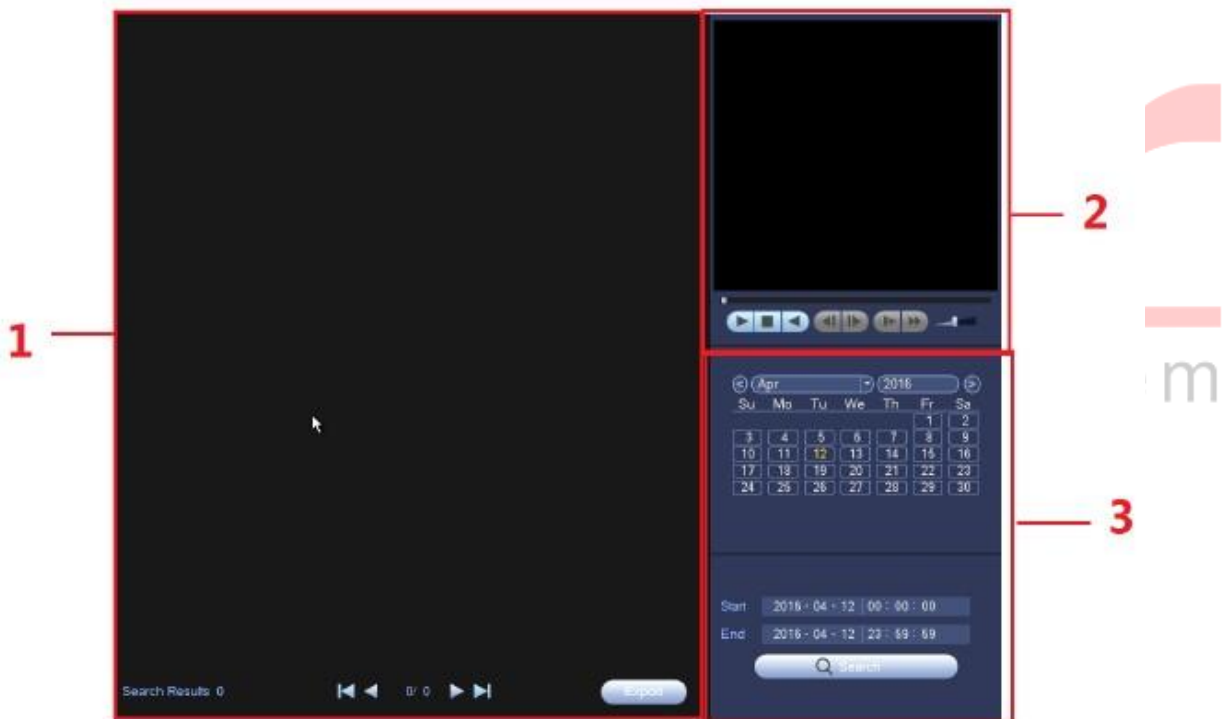 1
Search Results 0
0/ 0
Export
2
Apr 2016
Su Mo Tu We Th Fr Sa
1 2
3 4 5 6 7 8 9
10 11 12 13 14 15 16
17 18 19 20 21 22 23
24 25 26 27 28 29 30
3
Start 2016 - 04 - 12 00 : 00 : 00
End 2016 - 04 - 12 23 : 59 : 59
Search
m